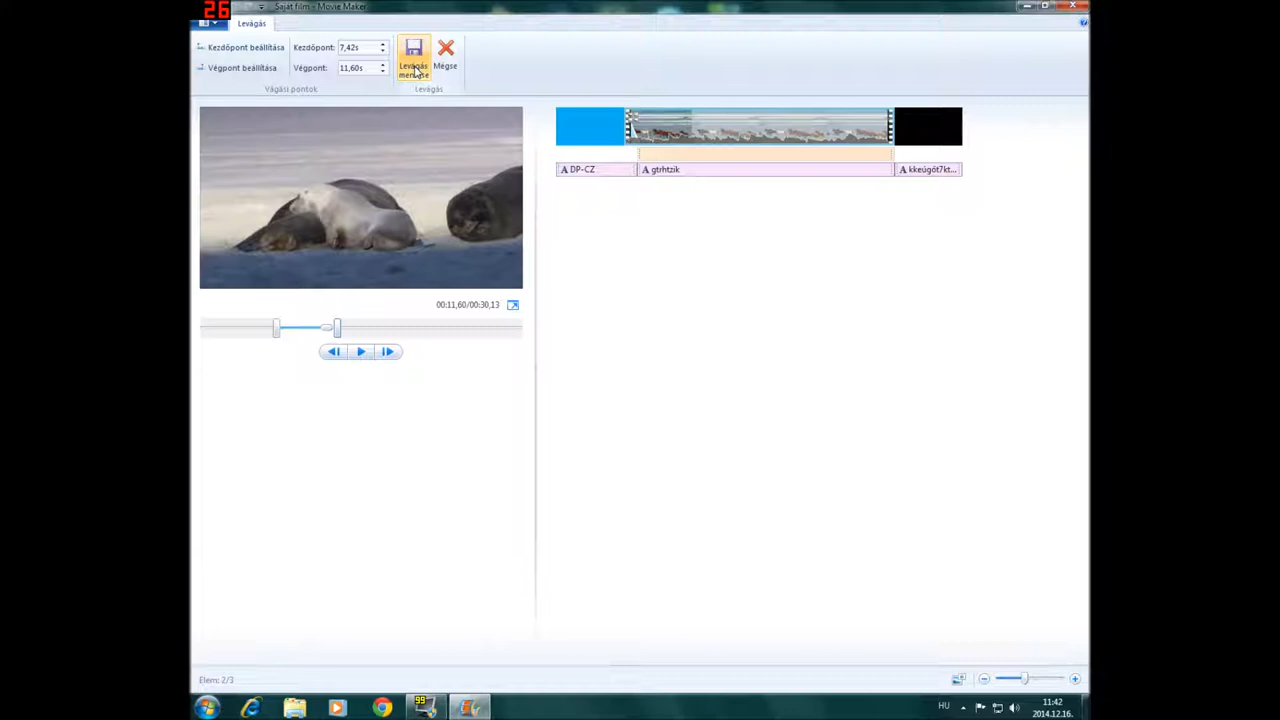 26
Saját film - Movie Maker
Levágás
Kezdőpont beállítása
Kezdőpont: 7,42s
Végpont beállítása
Végpont: 11,60s
Levágás mentése
Mégse
Vágási pontok
Levágás
A DP-CZ
A gtrhtzik
A kkeúgót7kt...
00:11,60/00:30,13
Elem: 2/3
99
HU
11:42
2014.12.16.